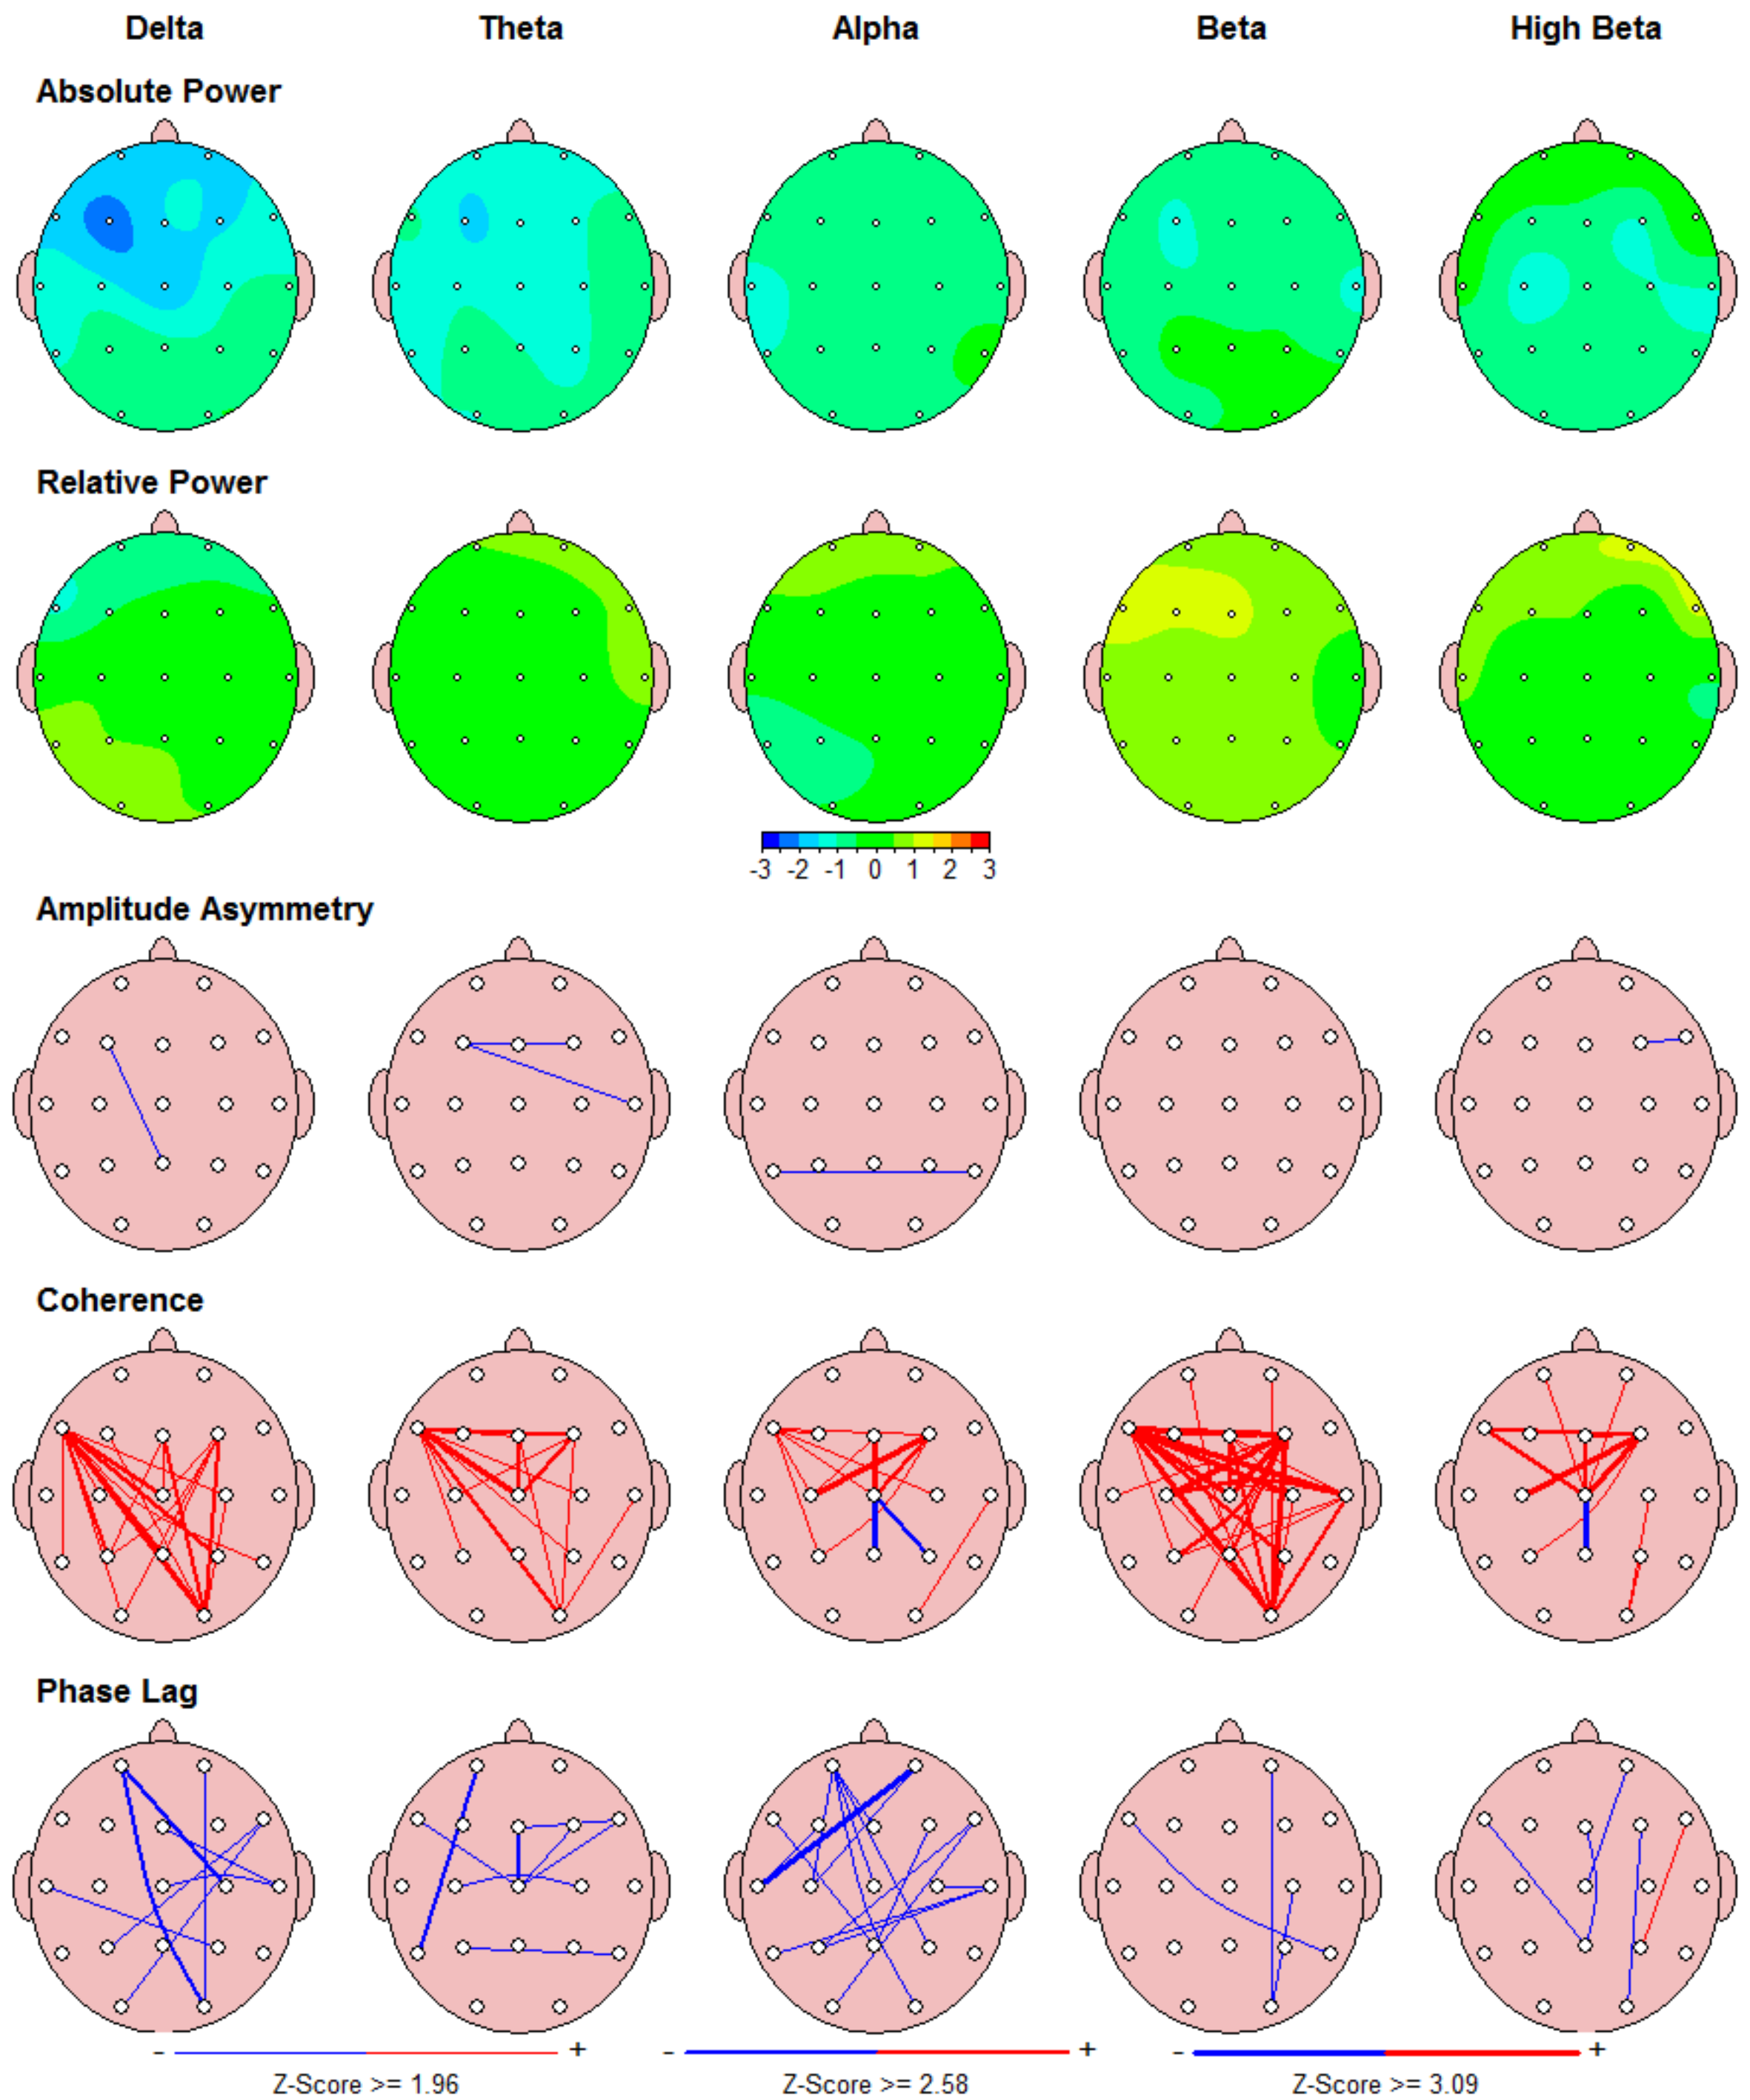 Delta Theta Alpha Beta High Beta
Absolute Power
Relative Power
-3 -2 -1 0 1 2 3
Amplitude Asymmetry
Coherence
Phase Lag
- + - + - +
Z-Score >= 1.96 Z-Score >= 2.58 Z-Score >= 3.09